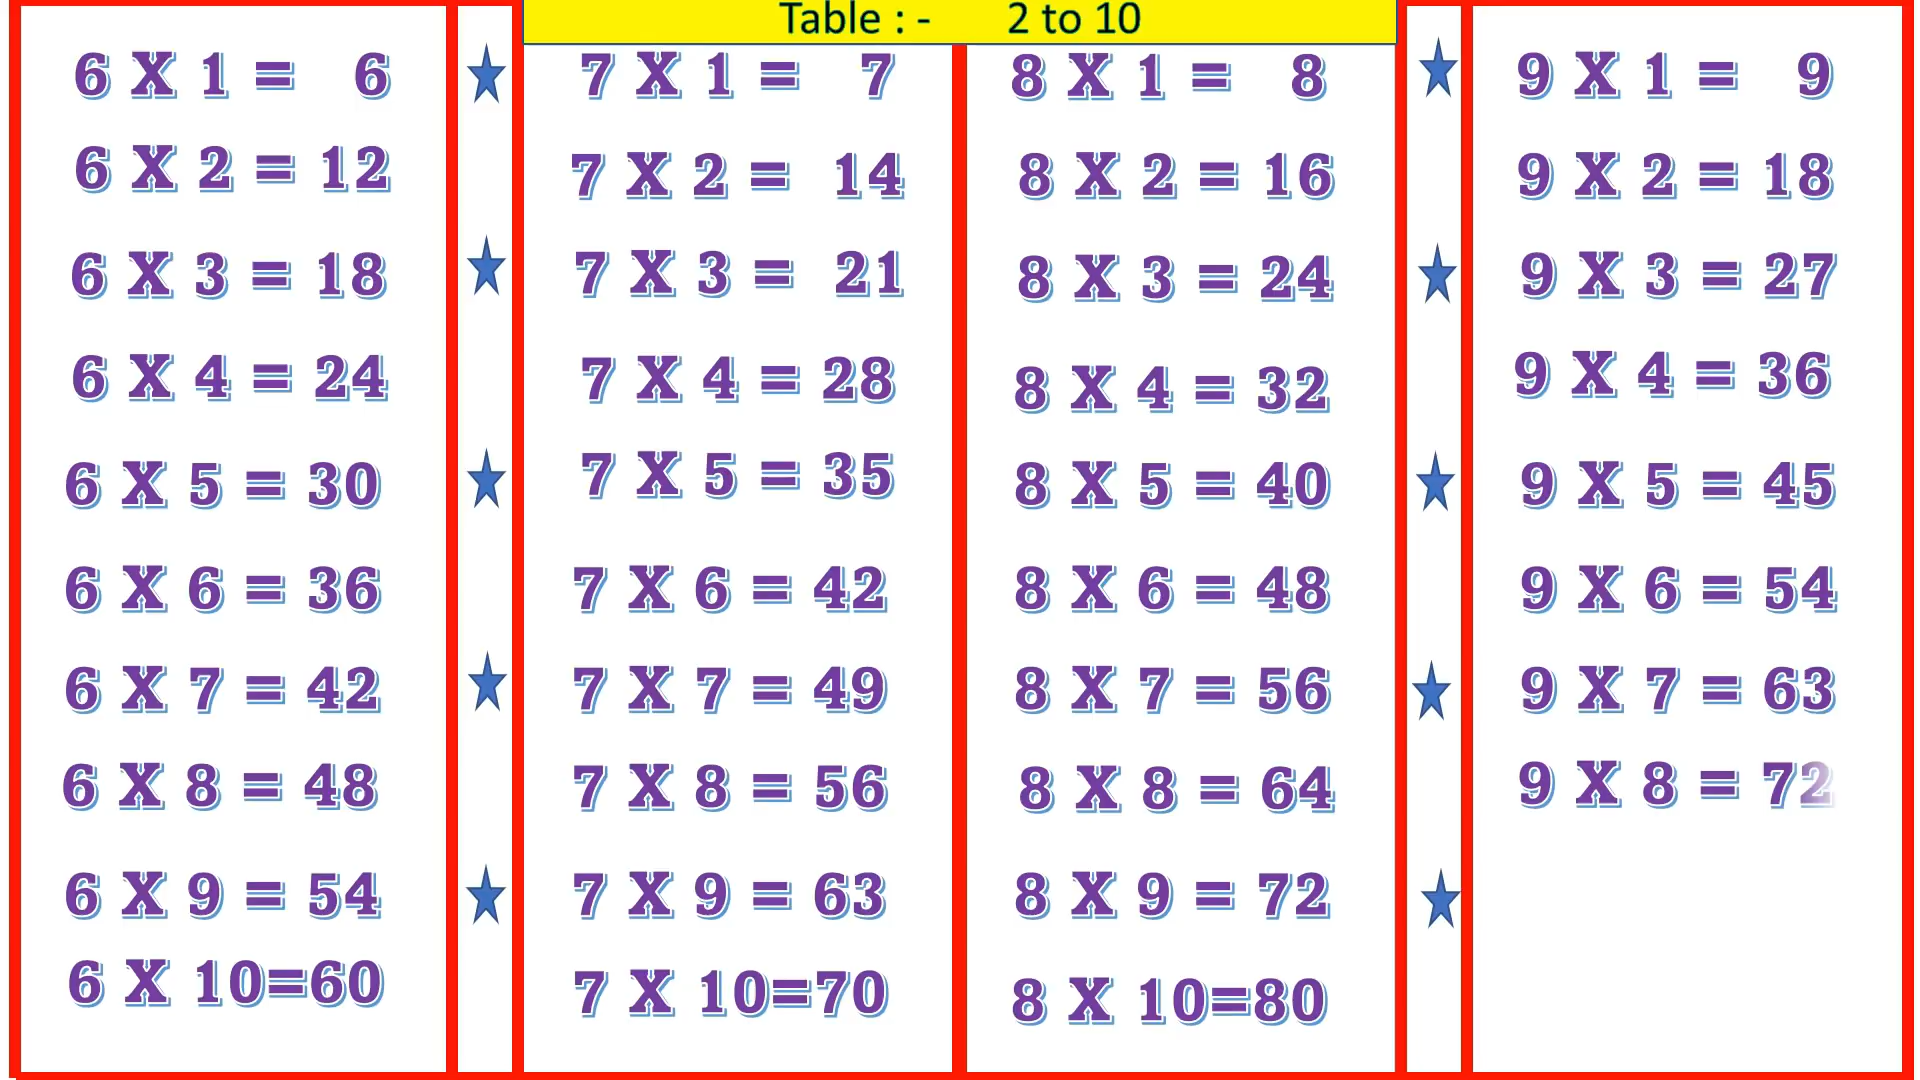 Table : - 2 to 10
6 X 1 = 6
6 X 2 = 12
6 X 3 = 18
6 X 4 = 24
6 X 5 = 30
6 X 6 = 36
6 X 7 = 42
6 X 8 = 48
6 X 9 = 54
6 X 10=60
7 X 1 = 7
7 X 2 = 14
7 X 3 = 21
7 X 4 = 28
7 X 5 = 35
7 X 6 = 42
7 X 7 = 49
7 X 8 = 56
7 X 9 = 63
7 X 10=70
8 X 1 = 8
8 X 2 = 16
8 X 3 = 24
8 X 4 = 32
8 X 5 = 40
8 X 6 = 48
8 X 7 = 56
8 X 8 = 64
8 X 9 = 72
8 X 10=80
9 X 1 = 9
9 X 2 = 18
9 X 3 = 27
9 X 4 = 36
9 X 5 = 45
9 X 6 = 54
9 X 7 = 63
9 X 8 = 72